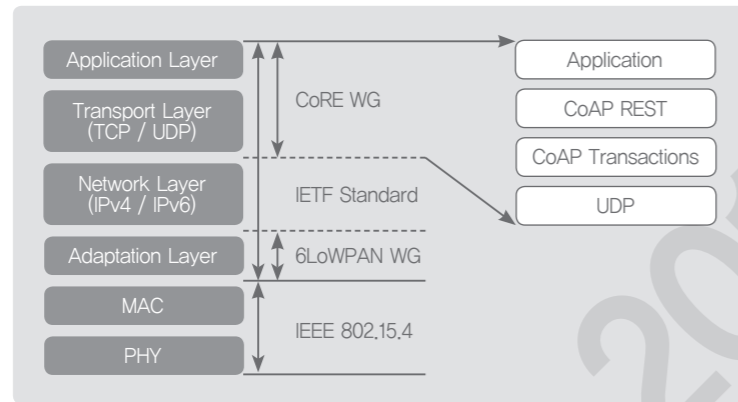 Application Layer
Transport Layer
(TCP / UDP)
Network Layer
(IPv4 / IPv6)
Adaptation Layer
MAC
PHY
CoRE WG
IETF Standard
6LoWPAN WG
IEEE 802.15.4
Application
CoAP REST
CoAP Transactions
UDP